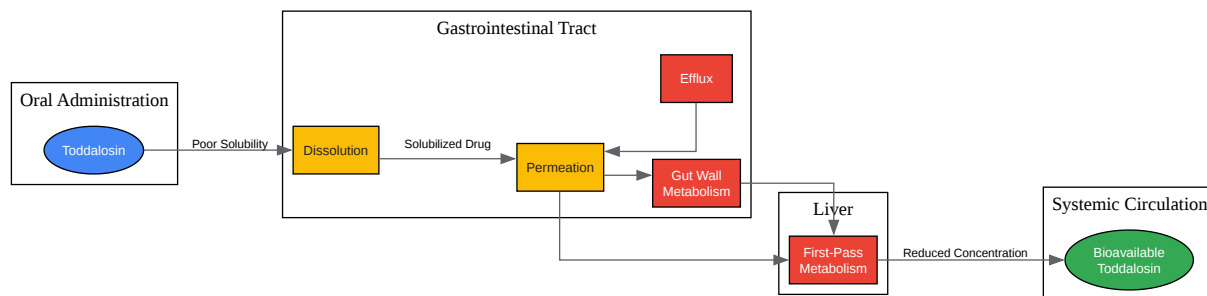 Gastrointestinal Tract
Efflux
Oral Administration
Toddalosin
Poor Solubility
Dissolution
Solubilized Drug
Permeation
Gut Wall
Metabolism
Liver
First-Pass
Metabolism
Reduced Concentration
Systemic Circulation
Bioavailable
Toddalosin